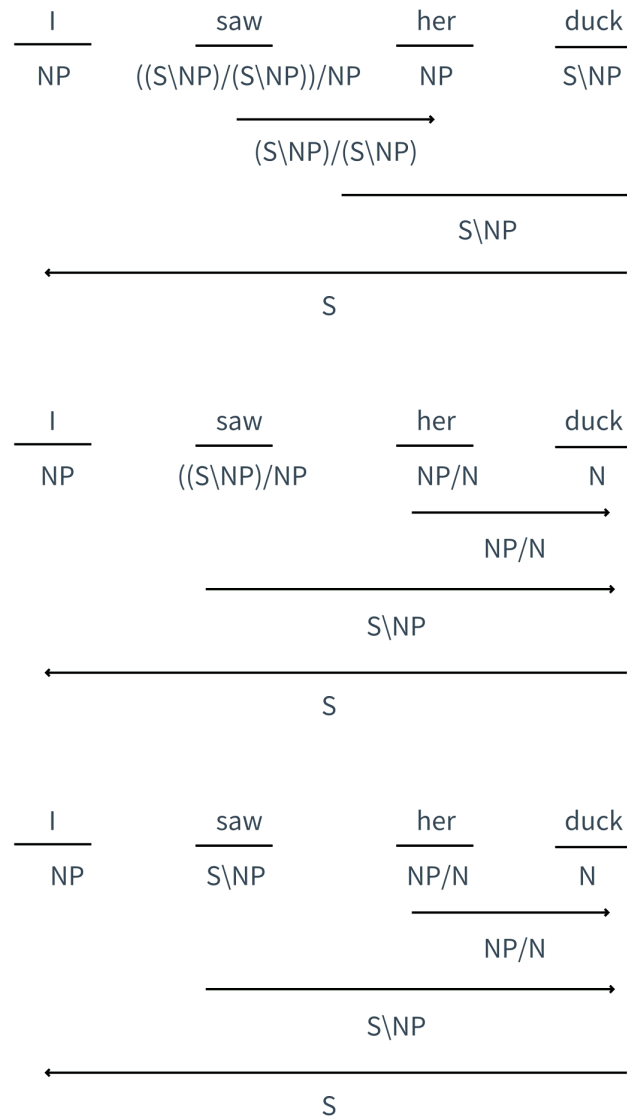 I saw her duck
NP ((S\NP)/(S\NP))/NP NP S\NP
(S\NP)/(S\NP)
S\NP
S
I saw her duck
NP ((S\NP)/NP NP/N N
NP/N
S\NP
S
I saw her duck
NP S\NP NP/N N
NP/N
S\NP
S